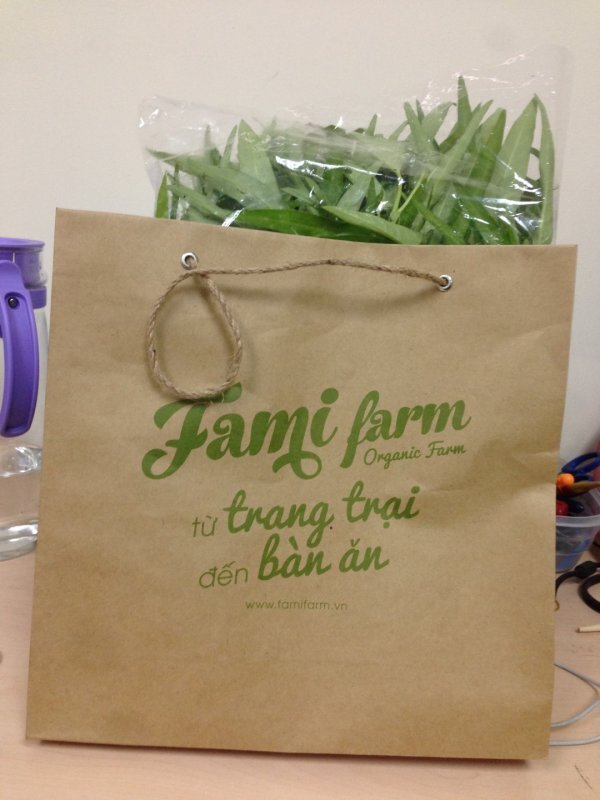 Fami farm
Organic Farm
từ trang trại
đến bàn ăn
www.famifarm.vn